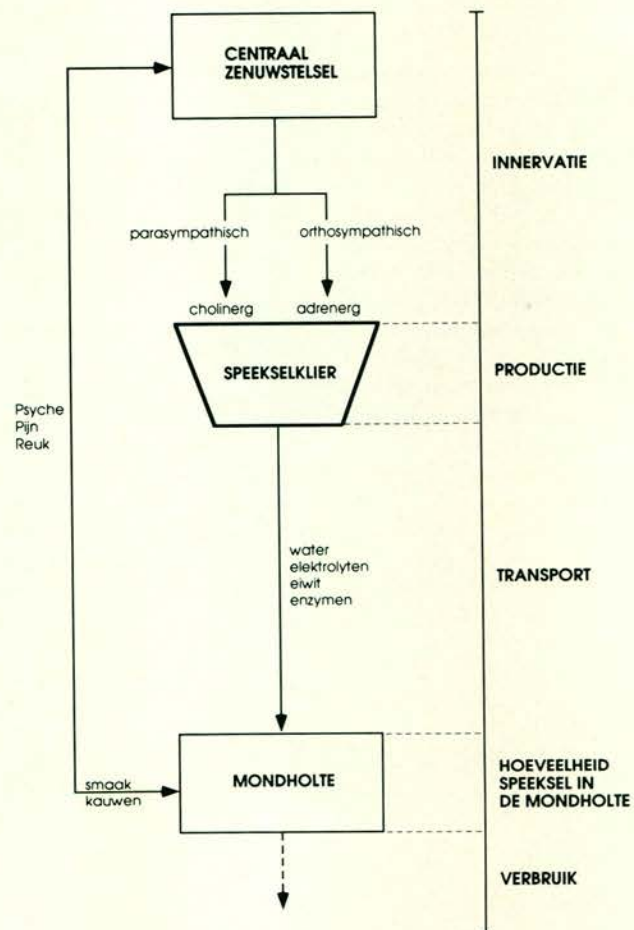 CENTRAAL
ZENUWSTELSEL
INNERVATIE
parasympathisch
orthosympathisch
cholinerg
adrenerg
SPEEKSELKLIER
PRODUCTIE
Psyche
Pijn
Reuk
water
elektrolyten
eiwit
enzymen
TRANSPORT
smaak
kauwen
MONDHOLTE
HOEVEELHEID
SPEEKSEL IN
DE MONDHOLTE
VERBRUIK